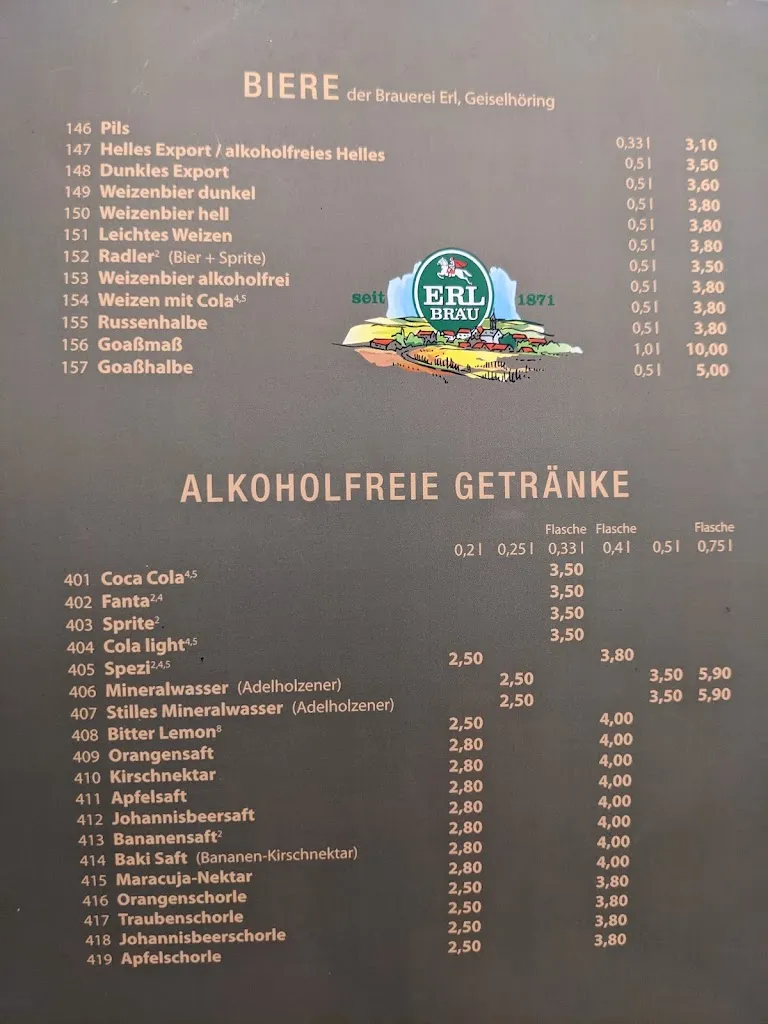 BIERE der Brauerei Erl, Geiselhöring
146 Pils 0,33 l 3,10
147 Helles Export / alkoholfreies Helles 0,5 l 3,50
148 Dunkles Export 0,5 l 3,60
149 Weizenbier dunkel 0,5 l 3,80
150 Weizenbier hell 0,5 l 3,80
151 Leichtes Weizen 0,5 l 3,80
152 Radler² (Bier + Sprite) 0,5 l 3,50
153 Weizenbier alkoholfrei 0,5 l 3,80
154 Weizen mit Cola⁴,⁵ 0,5 l 3,80
155 Russenhalbe 0,5 l 3,80
156 Goaßmaß 1,0 l 10,00
157 Goaßhalbe 0,5 l 5,00
seit ERL BRÄU 1871
ALKOHOLFREIE GETRÄNKE
Flasche Flasche Flasche
0,2 l 0,25 l 0,33 l 0,4 l 0,5 l 0,75 l
401 Coca Cola⁴,⁵ 3,50
402 Fanta²,⁴ 3,50
403 Sprite² 3,50
404 Cola light⁴,⁵ 3,50
405 Spezi²,⁴,⁵ 2,50 3,80
406 Mineralwasser (Adelholzener) 2,50 3,50 5,90
407 Stilles Mineralwasser (Adelholzener) 2,50 3,50 5,90
408 Bitter Lemon⁸ 2,50 4,00
409 Orangensaft 2,80 4,00
410 Kirschnektar 2,80 4,00
411 Apfelsaft 2,80 4,00
412 Johannisbeersaft 2,80 4,00
413 Bananensaft² 2,80 4,00
414 Baki Saft (Bananen-Kirschnektar) 2,80 4,00
415 Maracuja-Nektar 2,80 4,00
416 Orangenschorle 2,50 3,80
417 Traubenschorle 2,50 3,80
418 Johannisbeerschorle 2,50 3,80
419 Apfelschorle 2,50 3,80